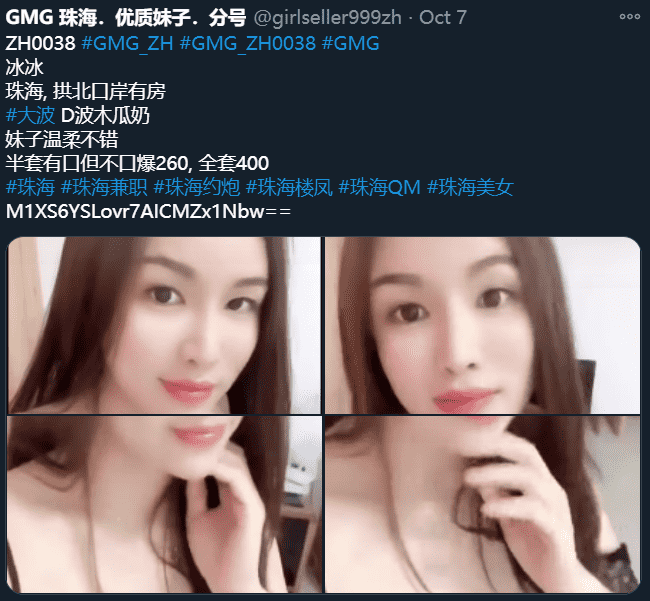 GMG 珠海．优质妹子．分号 @girlseller999zh · Oct 7
ZH0038 #GMG_ZH #GMG_ZH0038 #GMG
冰冰
珠海, 拱北口岸有房
#大波 D波木瓜奶
妹子温柔不错
半套有口但不口爆260, 全套400
#珠海 #珠海兼职 #珠海约炮 #珠海楼凤 #珠海QM #珠海美女
M1XS6YSLovr7AICMZx1Nbw==